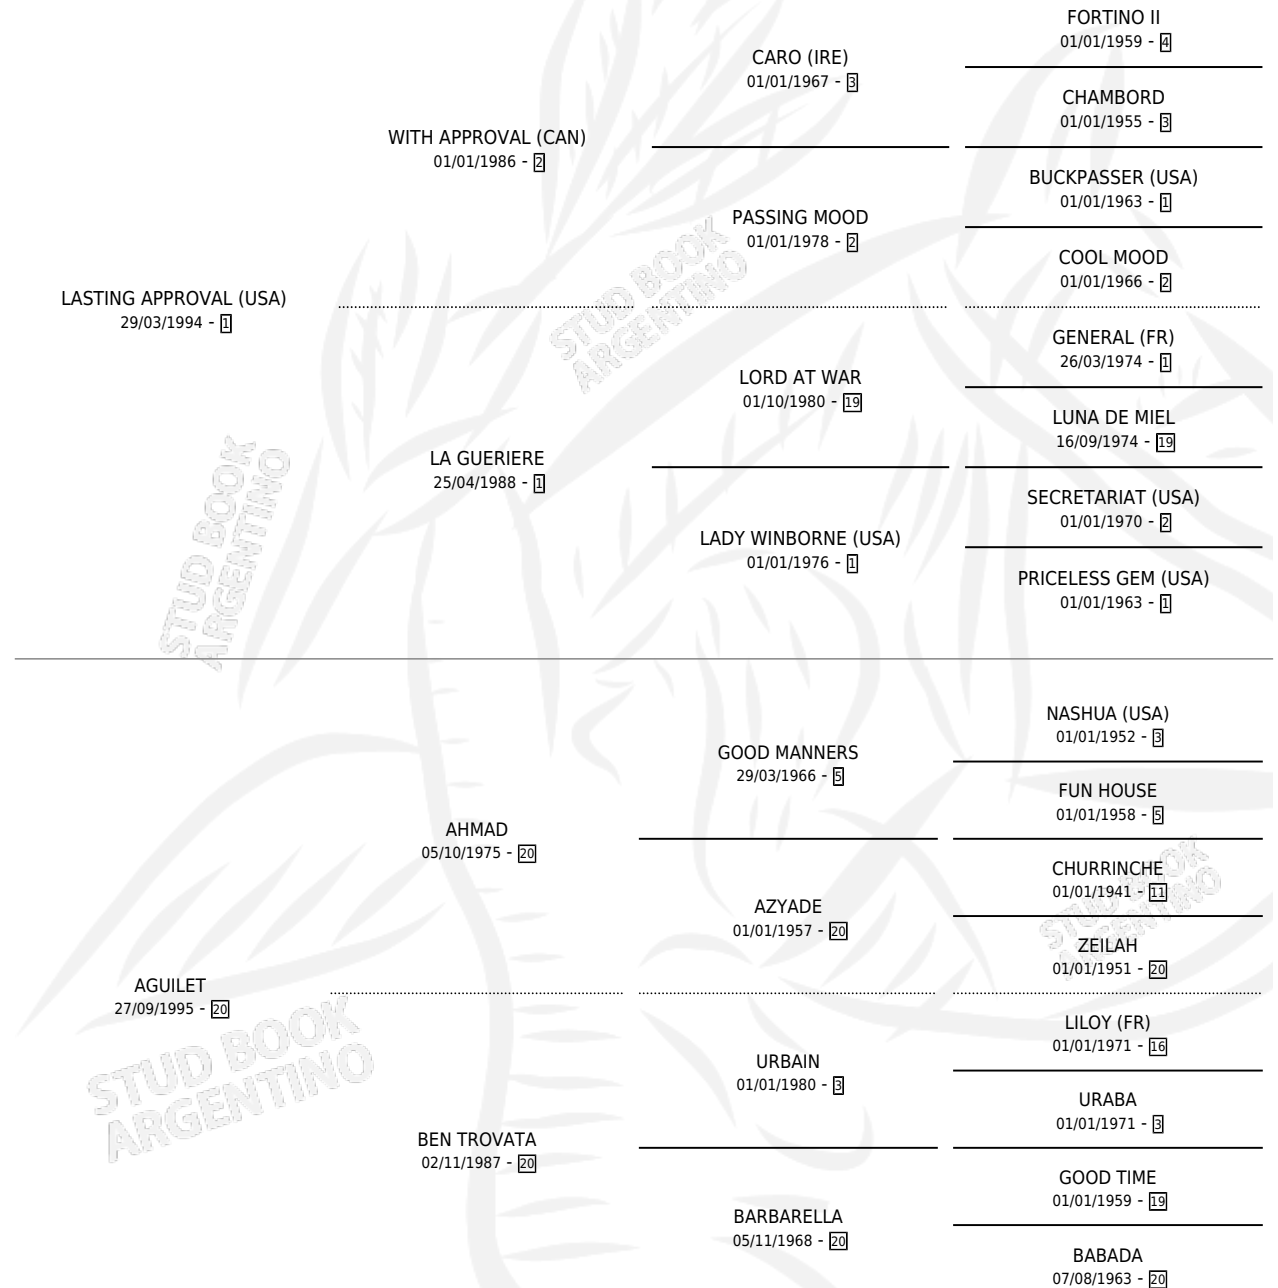 FORTINO II
01/01/1959 - 4
CARO (IRE)
01/01/1967 - 3
CHAMBORD
01/01/1955 - 3
WITH APPROVAL (CAN)
01/01/1986 - 2
BUCKPASSER (USA)
01/01/1963 - 1
PASSING MOOD
01/01/1978 - 2
COOL MOOD
01/01/1966 - 2
LASTING APPROVAL (USA)
29/03/1994 - 1
GENERAL (FR)
26/03/1974 - 1
LORD AT WAR
01/10/1980 - 19
LUNA DE MIEL
16/09/1974 - 19
LA GUERIERE
25/04/1988 - 1
SECRETARIAT (USA)
01/01/1970 - 2
LADY WINBORNE (USA)
01/01/1976 - 1
PRICELESS GEM (USA)
01/01/1963 - 1
STUD BOOK
ARGENTINO
STUD BOOK
ARGENTINO
NASHUA (USA)
01/01/1952 - 3
GOOD MANNERS
29/03/1966 - 5
FUN HOUSE
01/01/1958 - 5
AHMAD
05/10/1975 - 20
CHURRINCHE
01/01/1941 - 11
AZYADE
01/01/1957 - 20
ZEILAH
01/01/1951 - 20
STUD BOOK
ARGENTINO
AGUILET
27/09/1995 - 20
LILOY (FR)
01/01/1971 - 16
URBAIN
01/01/1980 - 3
URABA
01/01/1971 - 3
STUD BOOK
ARGENTINO
BEN TROVATA
02/11/1987 - 20
GOOD TIME
01/01/1959 - 19
BARBARELLA
05/11/1968 - 20
BABADA
07/08/1963 - 20